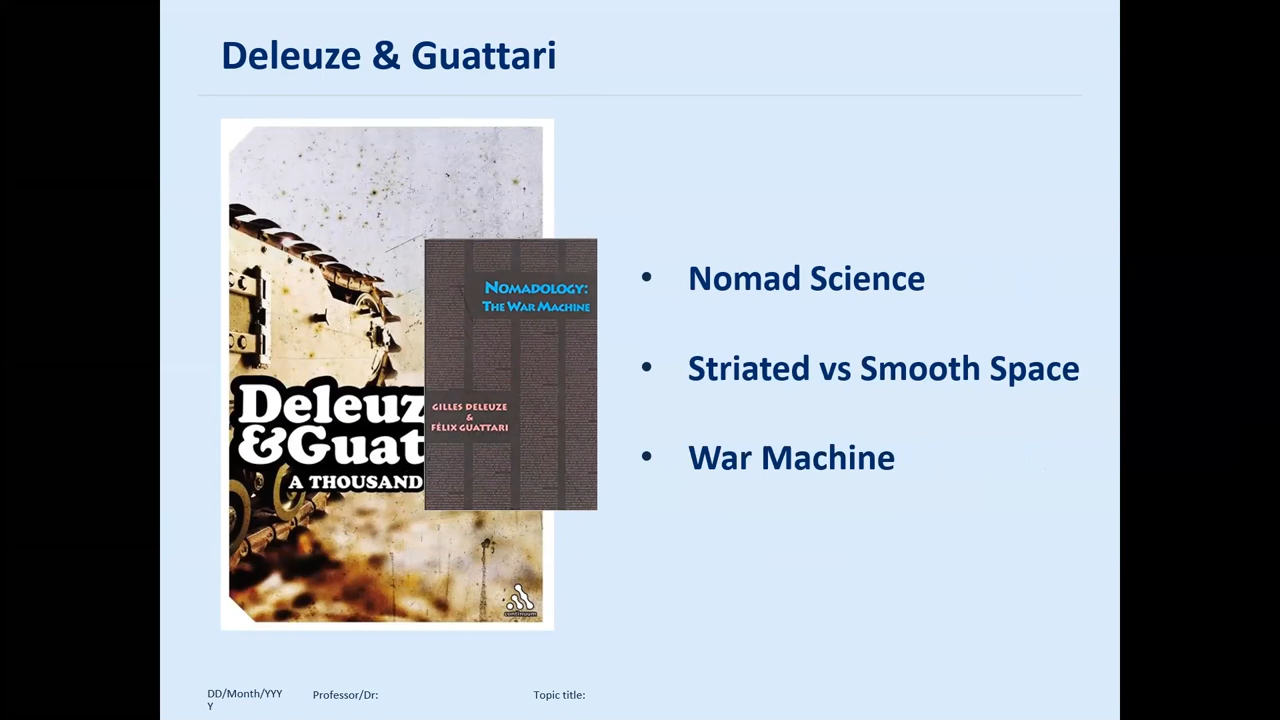 Deleuze & Guattari
Deleuz
&Guat
A THOUSAND
continuum
NOMADOLOGY:
THE WAR MACHINE
GILLES DELEUZE
&
FÉLIX GUATTARI
• Nomad Science
• Striated vs Smooth Space
• War Machine
DD/Month/YYY
Y
Professor/Dr:
Topic title: